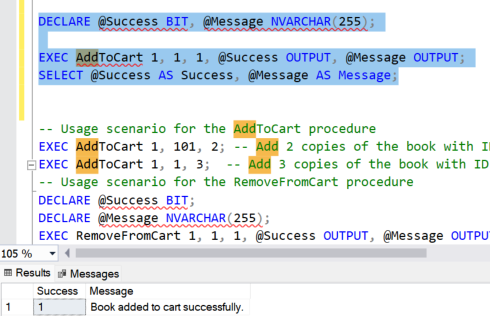 DECLARE @Success BIT, @Message NVARCHAR(255);
EXEC AddToCart 1, 1, 1, @Success OUTPUT, @Message OUTPUT;
SELECT @Success AS Success, @Message AS Message;
-- Usage scenario for the AddToCart procedure
EXEC AddToCart 1, 101, 2; -- Add 2 copies of the book with
EXEC AddToCart 1, 1, 3;  -- Add 3 copies of the book with ID
-- Usage scenario for the RemoveFromCart procedure
DECLARE @Success BIT;
DECLARE @Message NVARCHAR(255);
EXEC RemoveFromCart 1, 1, 1, @Success OUTPUT, @Message OUTPU
105 %
Results Messages
Success Message
1 1 Book added to cart successfully.